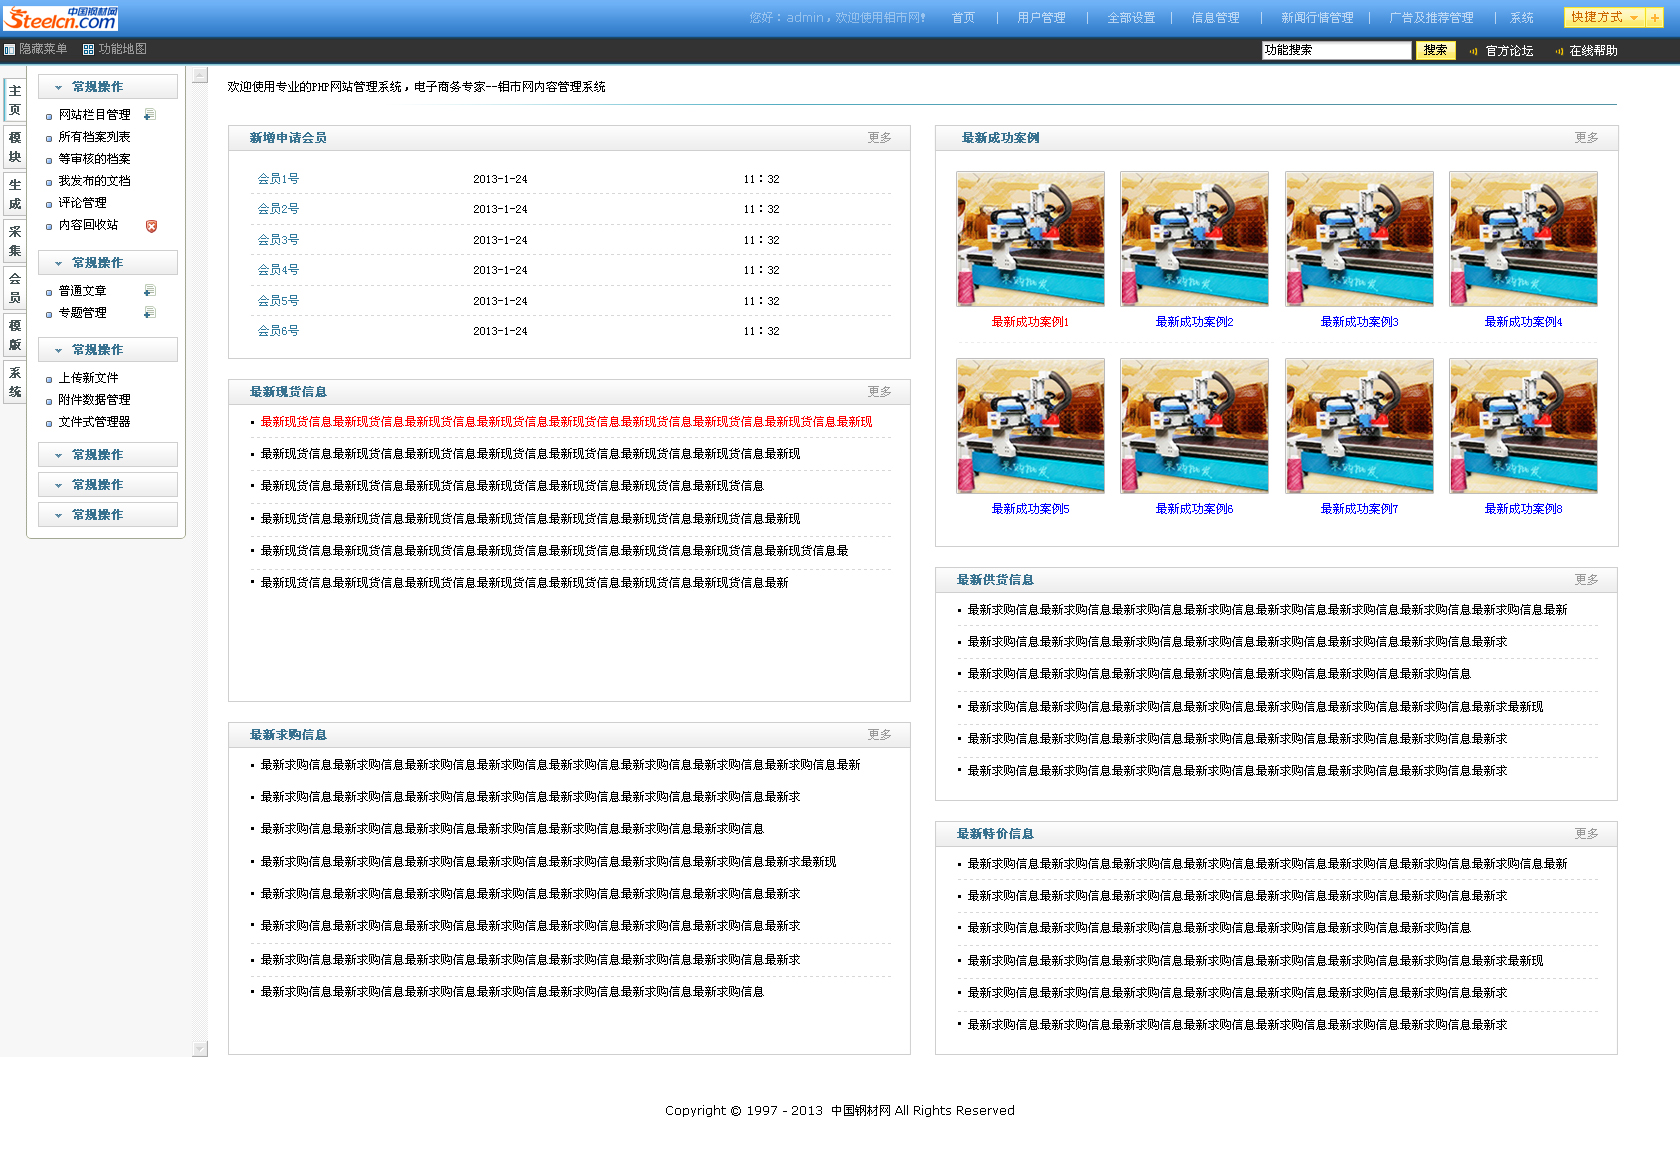 中国钢材网
Steelcn.com
您好：admin，欢迎使用钼市网!
首页 | 用户管理 | 全部设置 | 信息管理 | 新闻行情管理 | 广告及推荐管理 | 系统
快捷方式
隐藏菜单 功能地图
功能搜索 搜索 官方论坛 在线帮助
主页
模块
生成
采集
会员
模版
系统
常规操作
网站栏目管理
所有档案列表
等审核的档案
我发布的文档
评论管理
内容回收站
常规操作
普通文章
专题管理
常规操作
上传新文件
附件数据管理
文件式管理器
常规操作
常规操作
常规操作
欢迎使用专业的PHP网站管理系统，电子商务专家--钼市网内容管理系统
新增申请会员 更多
会员1号 2013-1-24 11：32
会员2号 2013-1-24 11：32
会员3号 2013-1-24 11：32
会员4号 2013-1-24 11：32
会员5号 2013-1-24 11：32
会员6号 2013-1-24 11：32
最新现货信息 更多
最新现货信息最新现货信息最新现货信息最新现货信息最新现货信息最新现货信息最新现货信息最新现货信息最新现
最新现货信息最新现货信息最新现货信息最新现货信息最新现货信息最新现货信息最新现货信息最新现
最新现货信息最新现货信息最新现货信息最新现货信息最新现货信息最新现货信息最新现货信息
最新现货信息最新现货信息最新现货信息最新现货信息最新现货信息最新现货信息最新现货信息最新现
最新现货信息最新现货信息最新现货信息最新现货信息最新现货信息最新现货信息最新现货信息最新现货信息最
最新现货信息最新现货信息最新现货信息最新现货信息最新现货信息最新现货信息最新现货信息最新
最新求购信息 更多
最新求购信息最新求购信息最新求购信息最新求购信息最新求购信息最新求购信息最新求购信息最新求购信息最新
最新求购信息最新求购信息最新求购信息最新求购信息最新求购信息最新求购信息最新求购信息最新求
最新求购信息最新求购信息最新求购信息最新求购信息最新求购信息最新求购信息最新求购信息
最新求购信息最新求购信息最新求购信息最新求购信息最新求购信息最新求购信息最新求购信息最新求最新现
最新求购信息最新求购信息最新求购信息最新求购信息最新求购信息最新求购信息最新求购信息最新求
最新求购信息最新求购信息最新求购信息最新求购信息最新求购信息最新求购信息最新求购信息最新求
最新求购信息最新求购信息最新求购信息最新求购信息最新求购信息最新求购信息最新求购信息最新求
最新求购信息最新求购信息最新求购信息最新求购信息最新求购信息最新求购信息最新求购信息
最新成功案例 更多
最新成功案例1 最新成功案例2 最新成功案例3 最新成功案例4
最新成功案例5 最新成功案例6 最新成功案例7 最新成功案例8
最新供货信息 更多
最新求购信息最新求购信息最新求购信息最新求购信息最新求购信息最新求购信息最新求购信息最新求购信息最新
最新求购信息最新求购信息最新求购信息最新求购信息最新求购信息最新求购信息最新求购信息最新求
最新求购信息最新求购信息最新求购信息最新求购信息最新求购信息最新求购信息最新求购信息
最新求购信息最新求购信息最新求购信息最新求购信息最新求购信息最新求购信息最新求购信息最新求最新现
最新求购信息最新求购信息最新求购信息最新求购信息最新求购信息最新求购信息最新求购信息最新求
最新求购信息最新求购信息最新求购信息最新求购信息最新求购信息最新求购信息最新求购信息最新求
最新特价信息 更多
最新求购信息最新求购信息最新求购信息最新求购信息最新求购信息最新求购信息最新求购信息最新求购信息最新
最新求购信息最新求购信息最新求购信息最新求购信息最新求购信息最新求购信息最新求购信息最新求
最新求购信息最新求购信息最新求购信息最新求购信息最新求购信息最新求购信息最新求购信息
最新求购信息最新求购信息最新求购信息最新求购信息最新求购信息最新求购信息最新求购信息最新求最新现
最新求购信息最新求购信息最新求购信息最新求购信息最新求购信息最新求购信息最新求购信息最新求
最新求购信息最新求购信息最新求购信息最新求购信息最新求购信息最新求购信息最新求购信息最新求
Copyright © 1997 - 2013 中国钢材网 All Rights Reserved